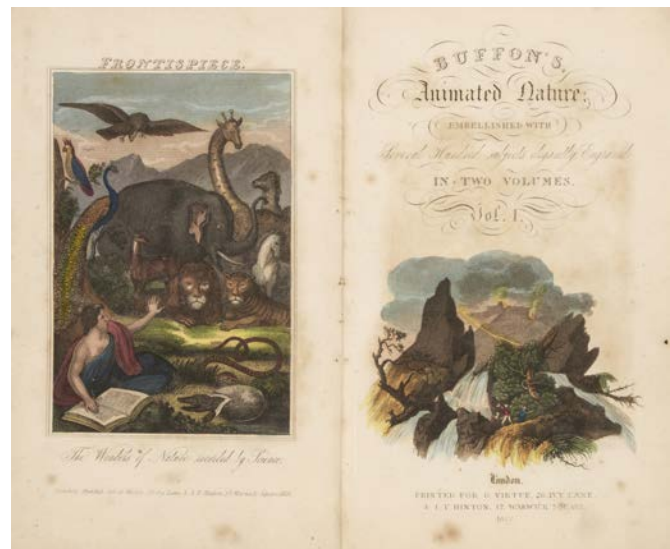 FRONTISPIECE.
The Wonders of Nature recorded by Science.
BUFFON'S,
Animated Nature;
EMBELLISHED WITH
Several Hundred subjects elegantly Engraved.
IN TWO VOLUMES.
Vol. I.
London.
PRINTED FOR G. VIRTUE, 26 IVY LANE
& I. T. HINTON, 17 WARWICK SQUARE.